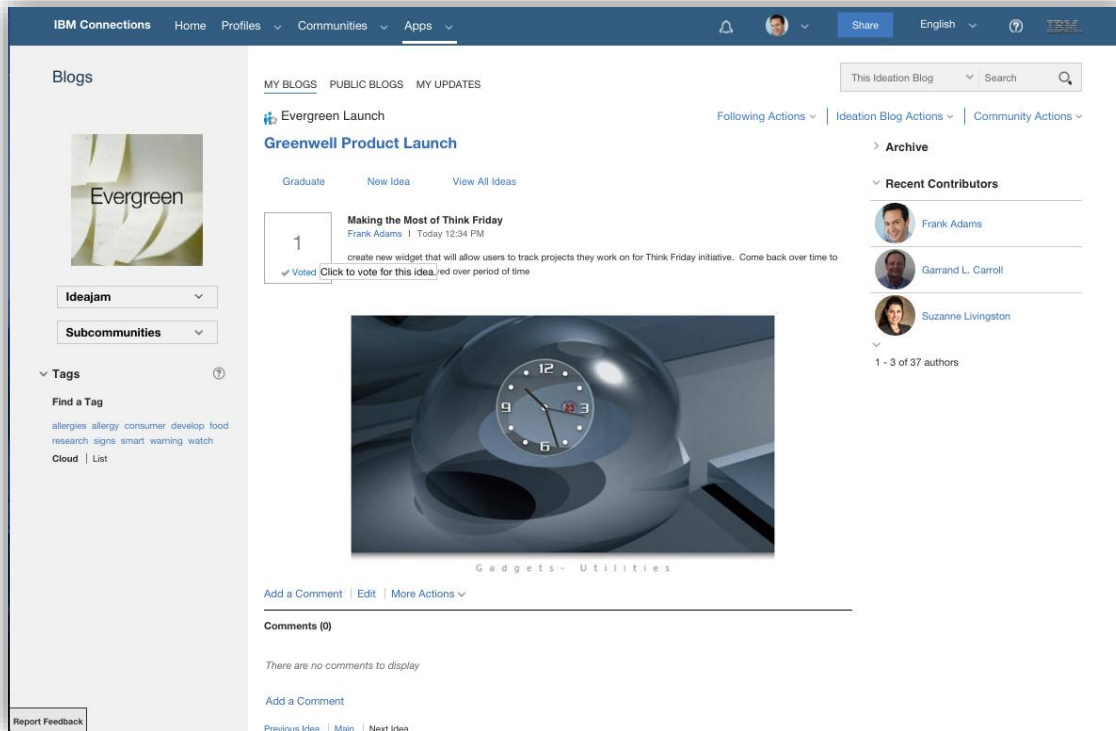 IBM Connections Home Profiles Communities Apps Share English ? IBM.
Blogs
This Ideation Blog Search
MY BLOGS PUBLIC BLOGS MY UPDATES
Evergreen Launch
Following Actions | Ideation Blog Actions | Community Actions
Greenwell Product Launch
Graduate New Idea View All Ideas
Evergreen
1
Voted
Making the Most of Think Friday
Frank Adams | Today 12:34 PM
create new widget that will allow users to track projects they work on for Think Friday initiative. Come back over time to
Click to vote for this idea. ved over period of time
12
9 23 3
6
Gadgets- Utilities
Add a Comment | Edit | More Actions
Comments (0)
There are no comments to display
Add a Comment
Previous Idea | Main | Next Idea
Ideajam
Subcommunities
Tags ?
Find a Tag
allergies allergy consumer develop food
research signs smart warning watch
Cloud | List
Report Feedback
Archive
Recent Contributors
Frank Adams
Garrand L. Carroll
Suzanne Livingston
1 - 3 of 37 authors